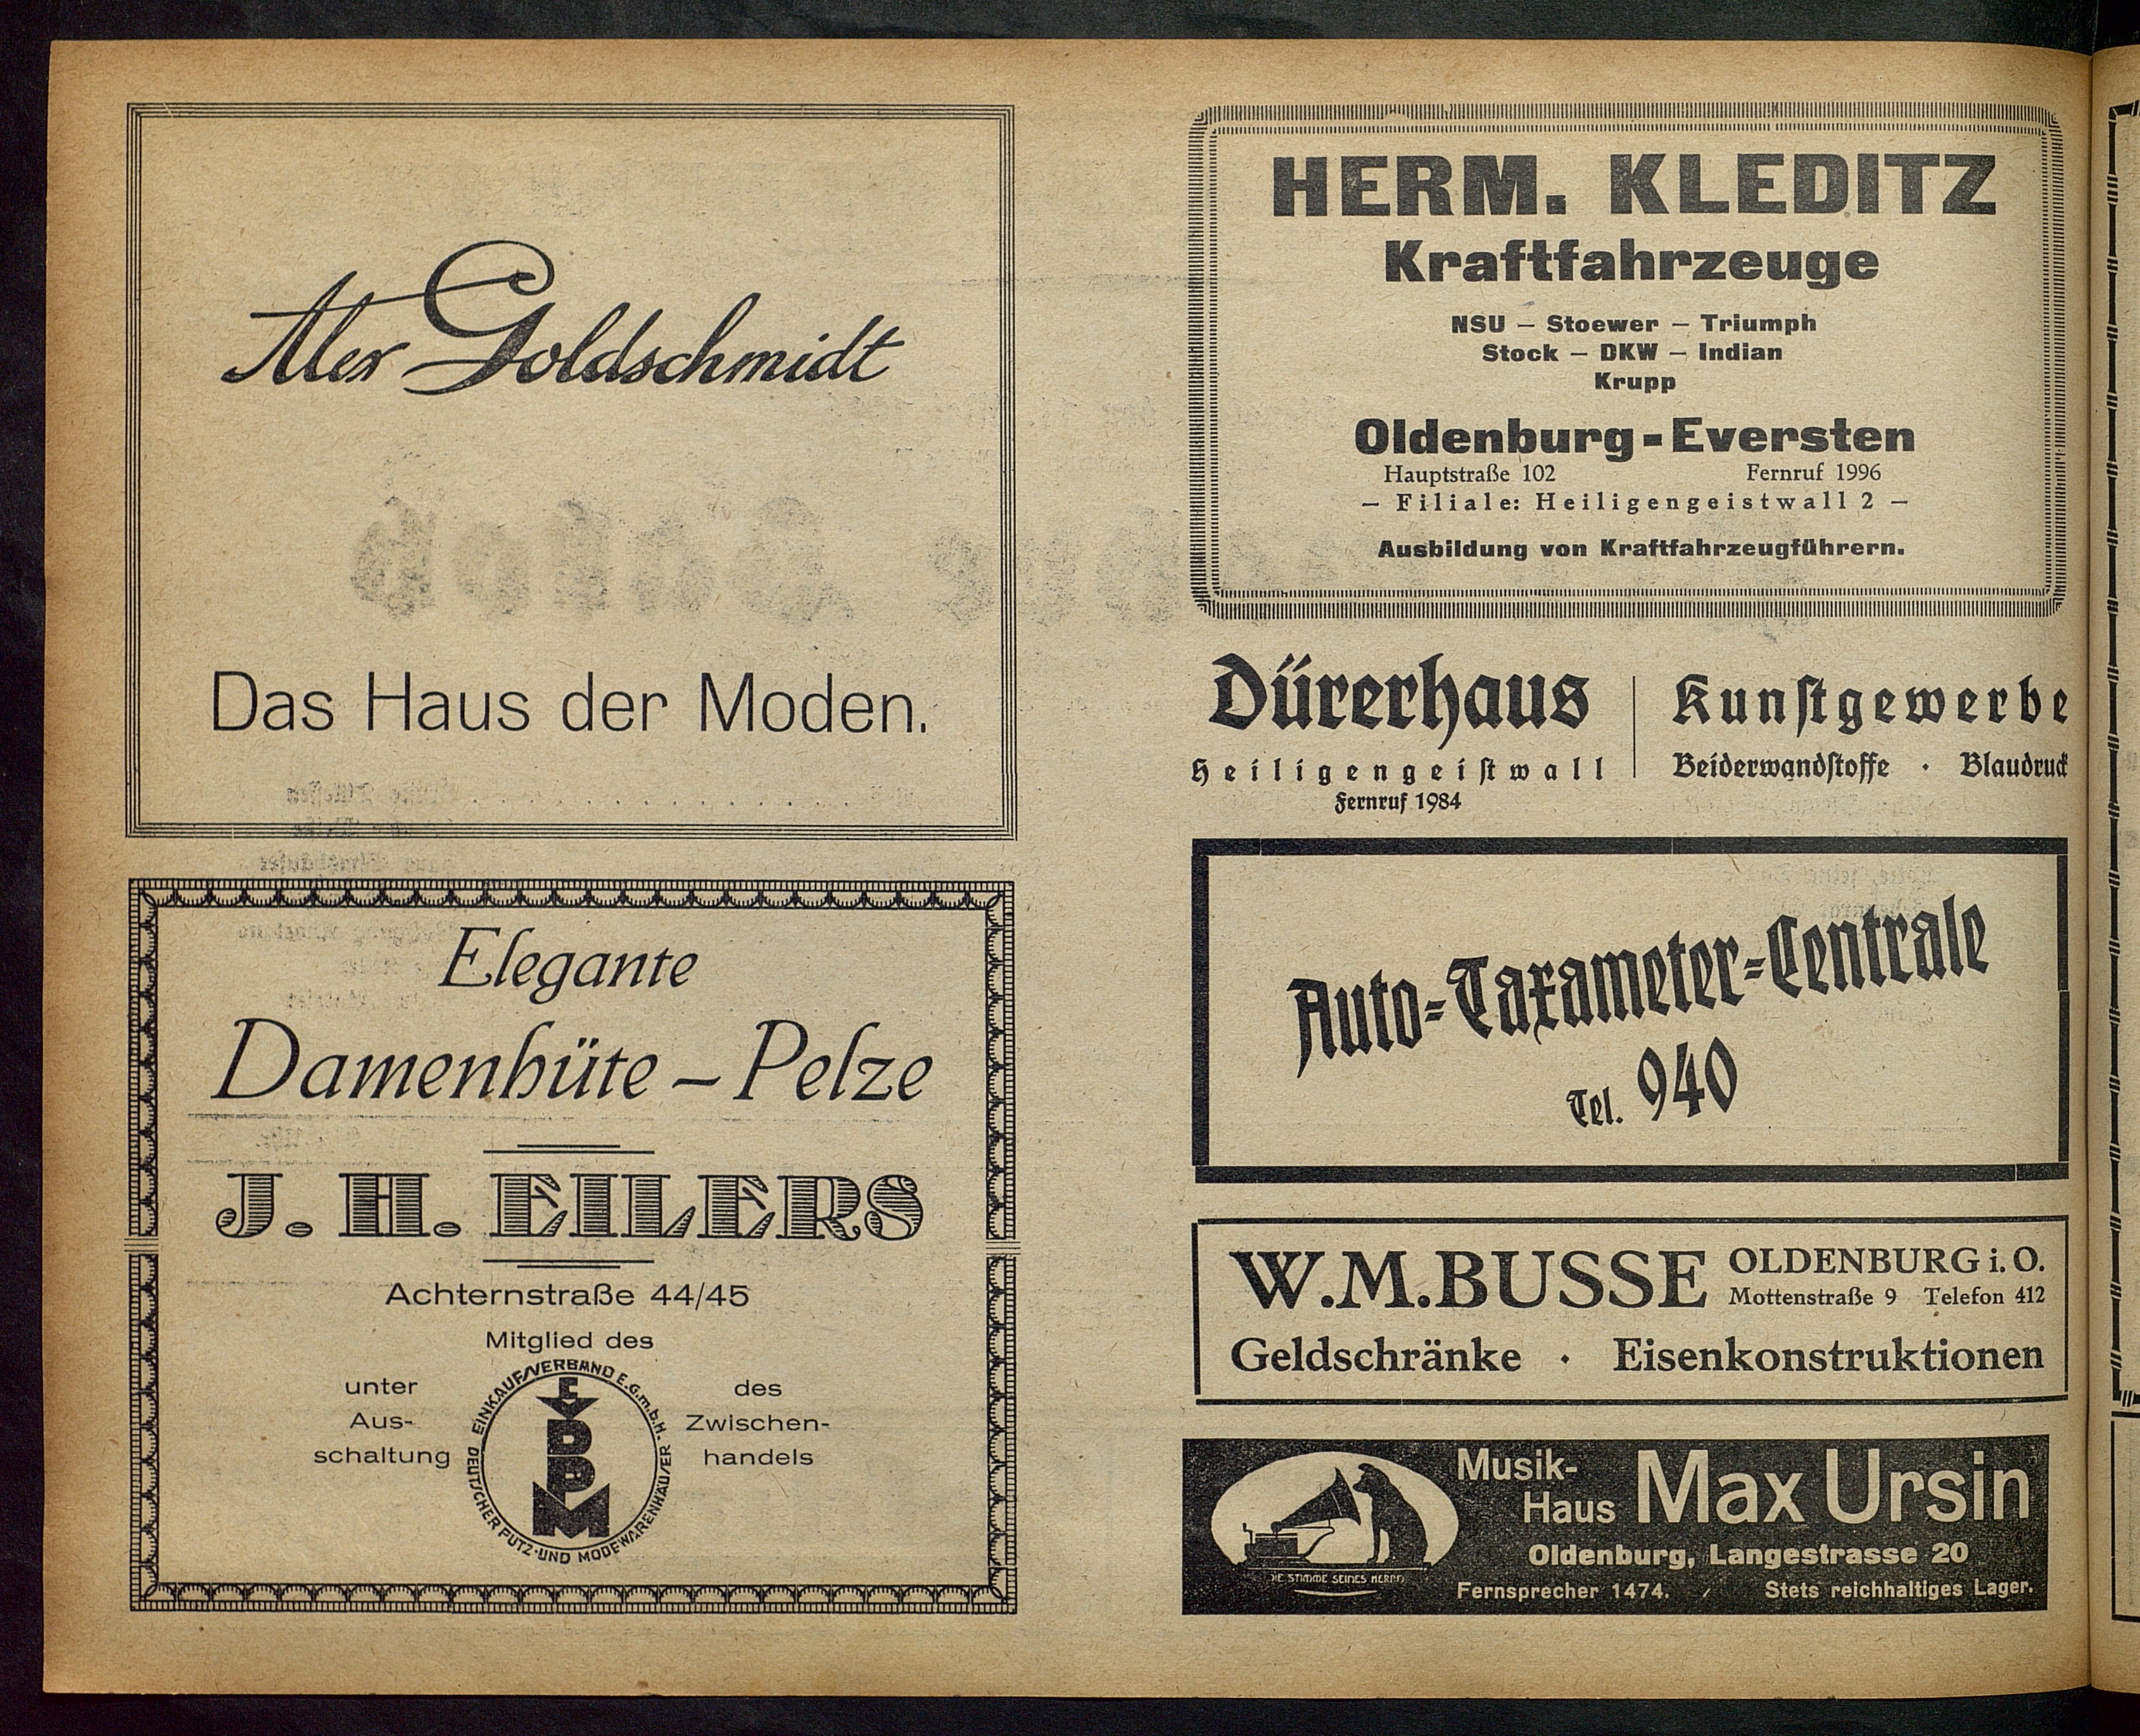 Alex Goldschmidt
Das Haus der Moden.
Elegante
Damenhüte – Pelze
J. H. EILERS
Achternstraße 44/45
Mitglied des
unter
Aus-
schaltung
EINKAUFSVERBAND E.G.m.b.H.
DEUTSCHER PUTZ-UND MODEWARENHÄUSER
E
V
D
P
M
des
Zwischen-
handels
HERM. KLEDITZ
Kraftfahrzeuge
NSU – Stoewer – Triumph
Stock – DKW – Indian
Krupp
Oldenburg-Eversten
Hauptstraße 102 Fernruf 1996
– Filiale: Heiligengeistwall 2 –
Ausbildung von Kraftfahrzeugführern.
Dürerhaus
Heiligengeistwall
Fernruf 1984
Kunstgewerbe
Beiderwandstoffe · Blaudruck
Auto-Taxameter-Centrale
Tel. 940
W.M.BUSSE OLDENBURG i. O.
Mottenstraße 9 Telefon 412
Geldschränke · Eisenkonstruktionen
DIE STIMME SEINES HERRN
Musik-
Haus Max Ursin
Oldenburg, Langestrasse 20
Fernsprecher 1474. / Stets reichhaltiges Lager.